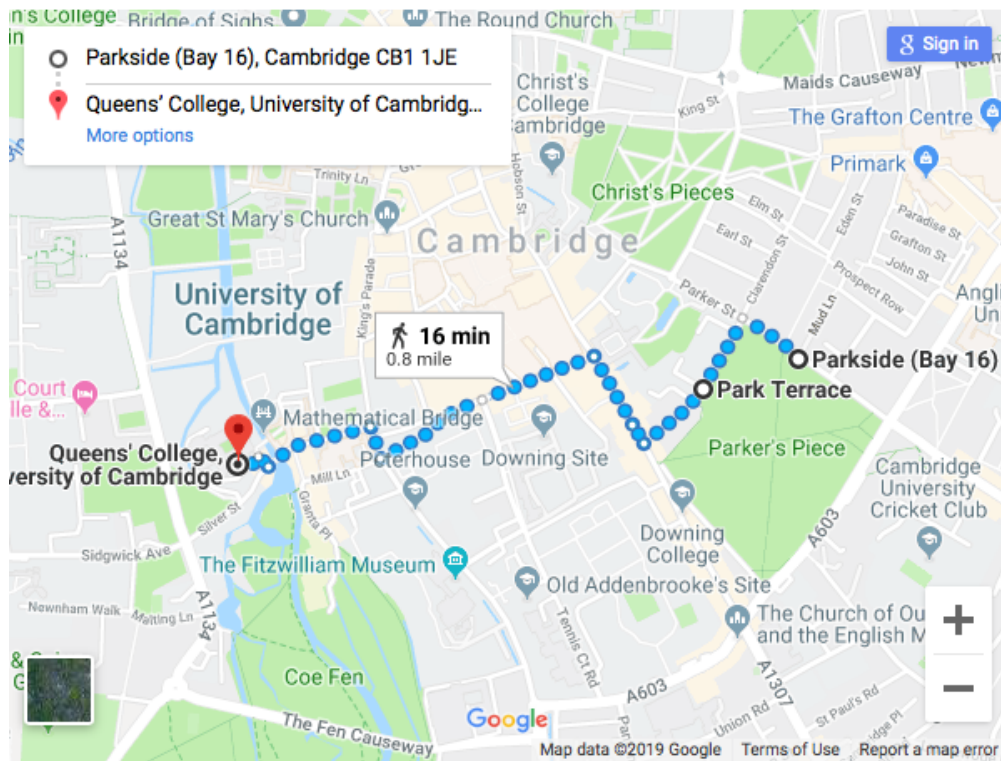 n's College
in
Bridge of Sighs
The Round Church
Parkside (Bay 16), Cambridge CB1 1JE
Queens' College, University of Cambridg...
More options
Sign in
Maids Causeway
King St
The Grafton Centre
Primark
Christ's
College
Cambridge
Hobson St
Christ's Pieces
Trinity Ln
Great St Mary's Church
Cambridge
A1134
King's Parade
University of
Cambridge
Elm St
Earl St
Clarendon St
Eden St
Paradise St
Grafton St
John St
Prospect Row
Parker St
Mud Ln
Angli
Un
16 min
0.8 mile
Parkside (Bay 16)
Park Terrace
Court
lle &...
Mathematical Bridge
Queens' College,
versity of Cambridge
Mill Ln
Peterhouse
Downing Site
Parker's Piece
Cambridge
University
Cricket Club
Silver St
Granta Pl
Sidgwick Ave
The Fitzwilliam Museum
Downing
College
A603
Old Addenbrooke's Site
Newnham Walk
Malting Ln
A1134
Tennis Ct Rd
The Church of Ou
and the English M
Coe Fen
A603
A1307
Union Rd
St Paul's Rd
Google
The Fen Causeway
Map data ©2019 Google
Terms of Use
Report a map error